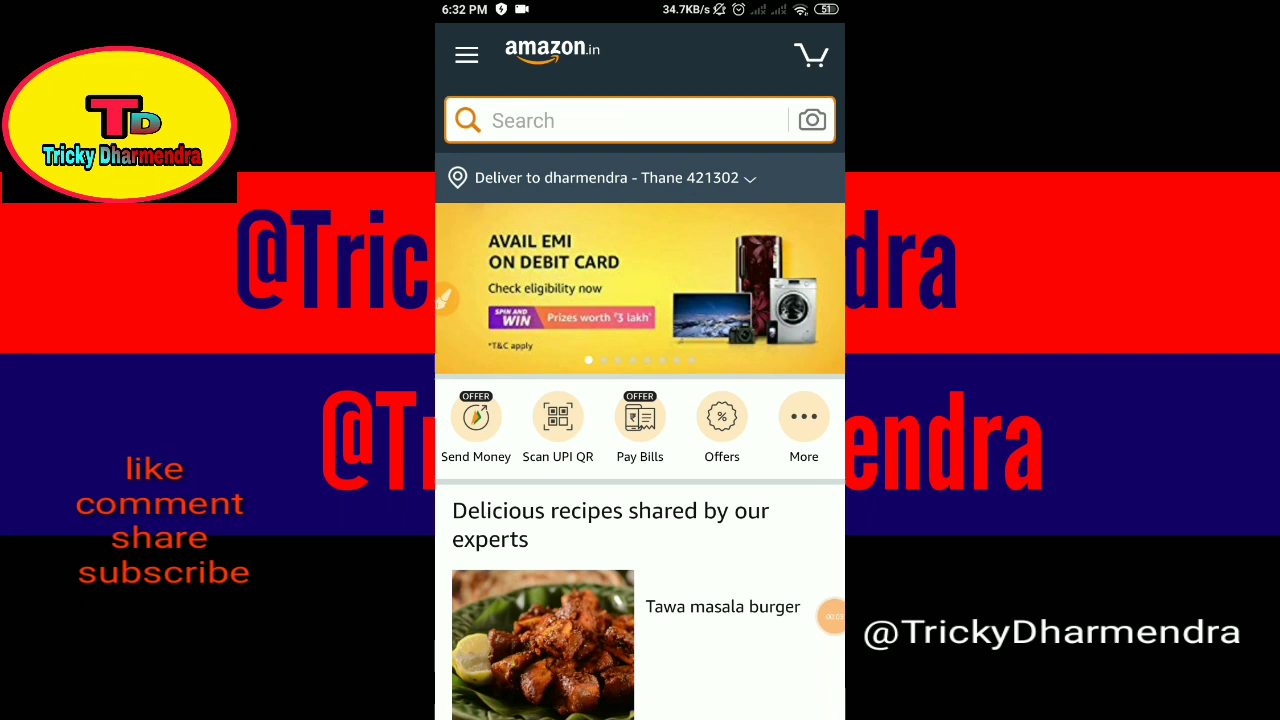 6:32 PM
34.7KB/s
51
TD
Tricky Dharmendra
amazon.in
Search
Deliver to dharmendra - Thane 421302
@Tric
dra
AVAIL EMI
ON DEBIT CARD
Check eligibility now
SPIN AND WIN Prizes worth ₹3 lakh*
*T&C apply
OFFER
OFFER
Send Money
Scan UPI QR
Pay Bills
Offers
More
@T
endra
like
comment
share
subscribe
Delicious recipes shared by our
experts
Tawa masala burger
@TrickyDharmendra